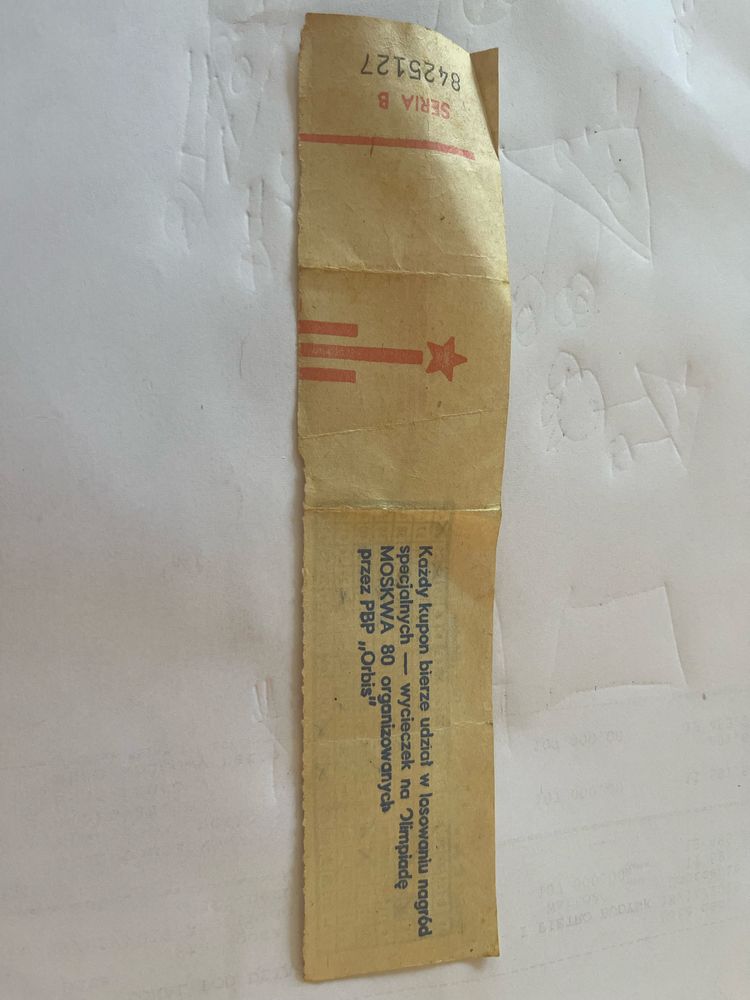 8425127
SERIA B
Każdy kupon bierze udział w losowaniu nagród
specjalnych — wycieczek na Olimpiadę
MOSKWA 80 organizowanych
przez PBP „Orbis”